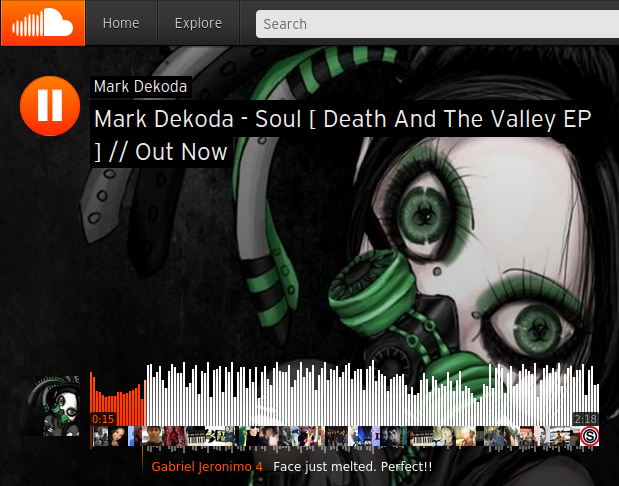 Home Explore Search
Mark Dekoda
Mark Dekoda - Soul [ Death And The Valley EP
] // Out Now
0:15 2:18
S
Gabriel Jeronimo 4 Face just melted. Perfect!!